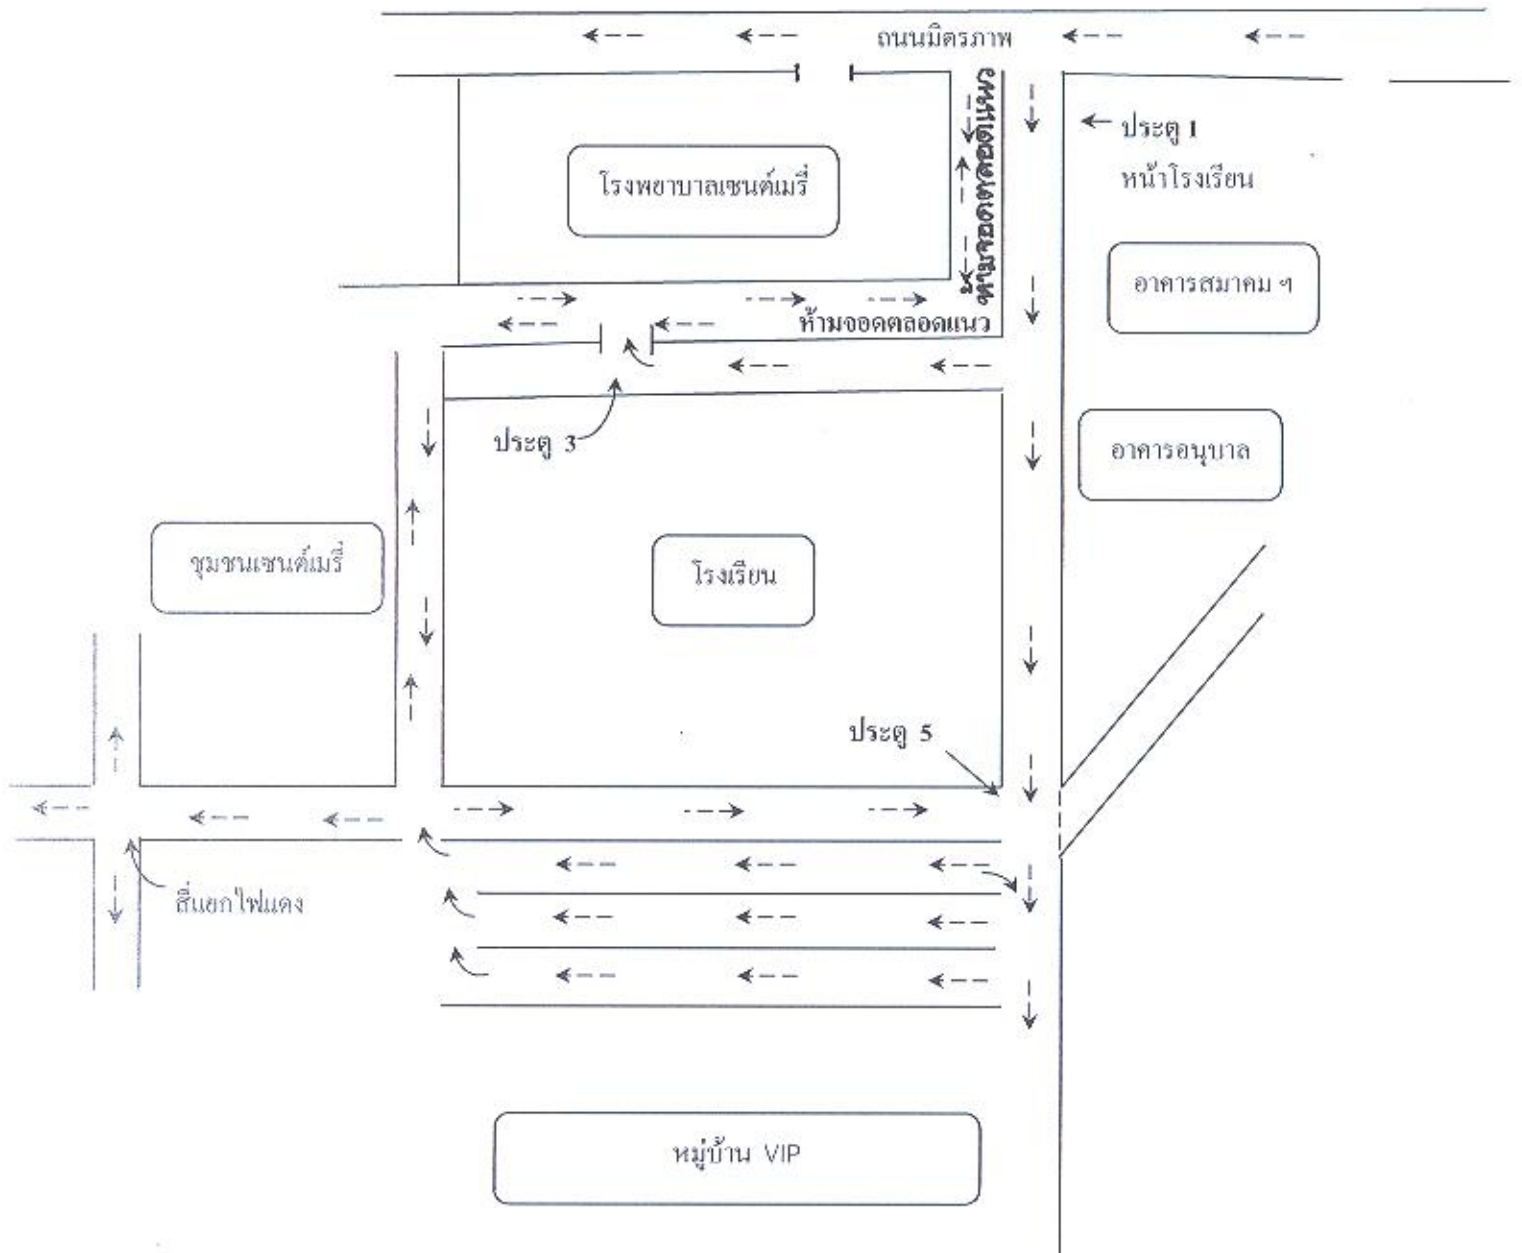 ถนนมิตรภาพ
ห้ามจอดตลอดแนว
ประตู 1
หน้าโรงเรียน
โรงพยาบาลเซนต์เมรี่
อาคารสมาคม ฯ
ห้ามจอดตลอดแนว
ประตู 3
อาคารอนุบาล
ชุมชนเซนต์เมรี่
โรงเรียน
ประตู 5
สี่แยกไฟแดง
หมู่บ้าน VIP